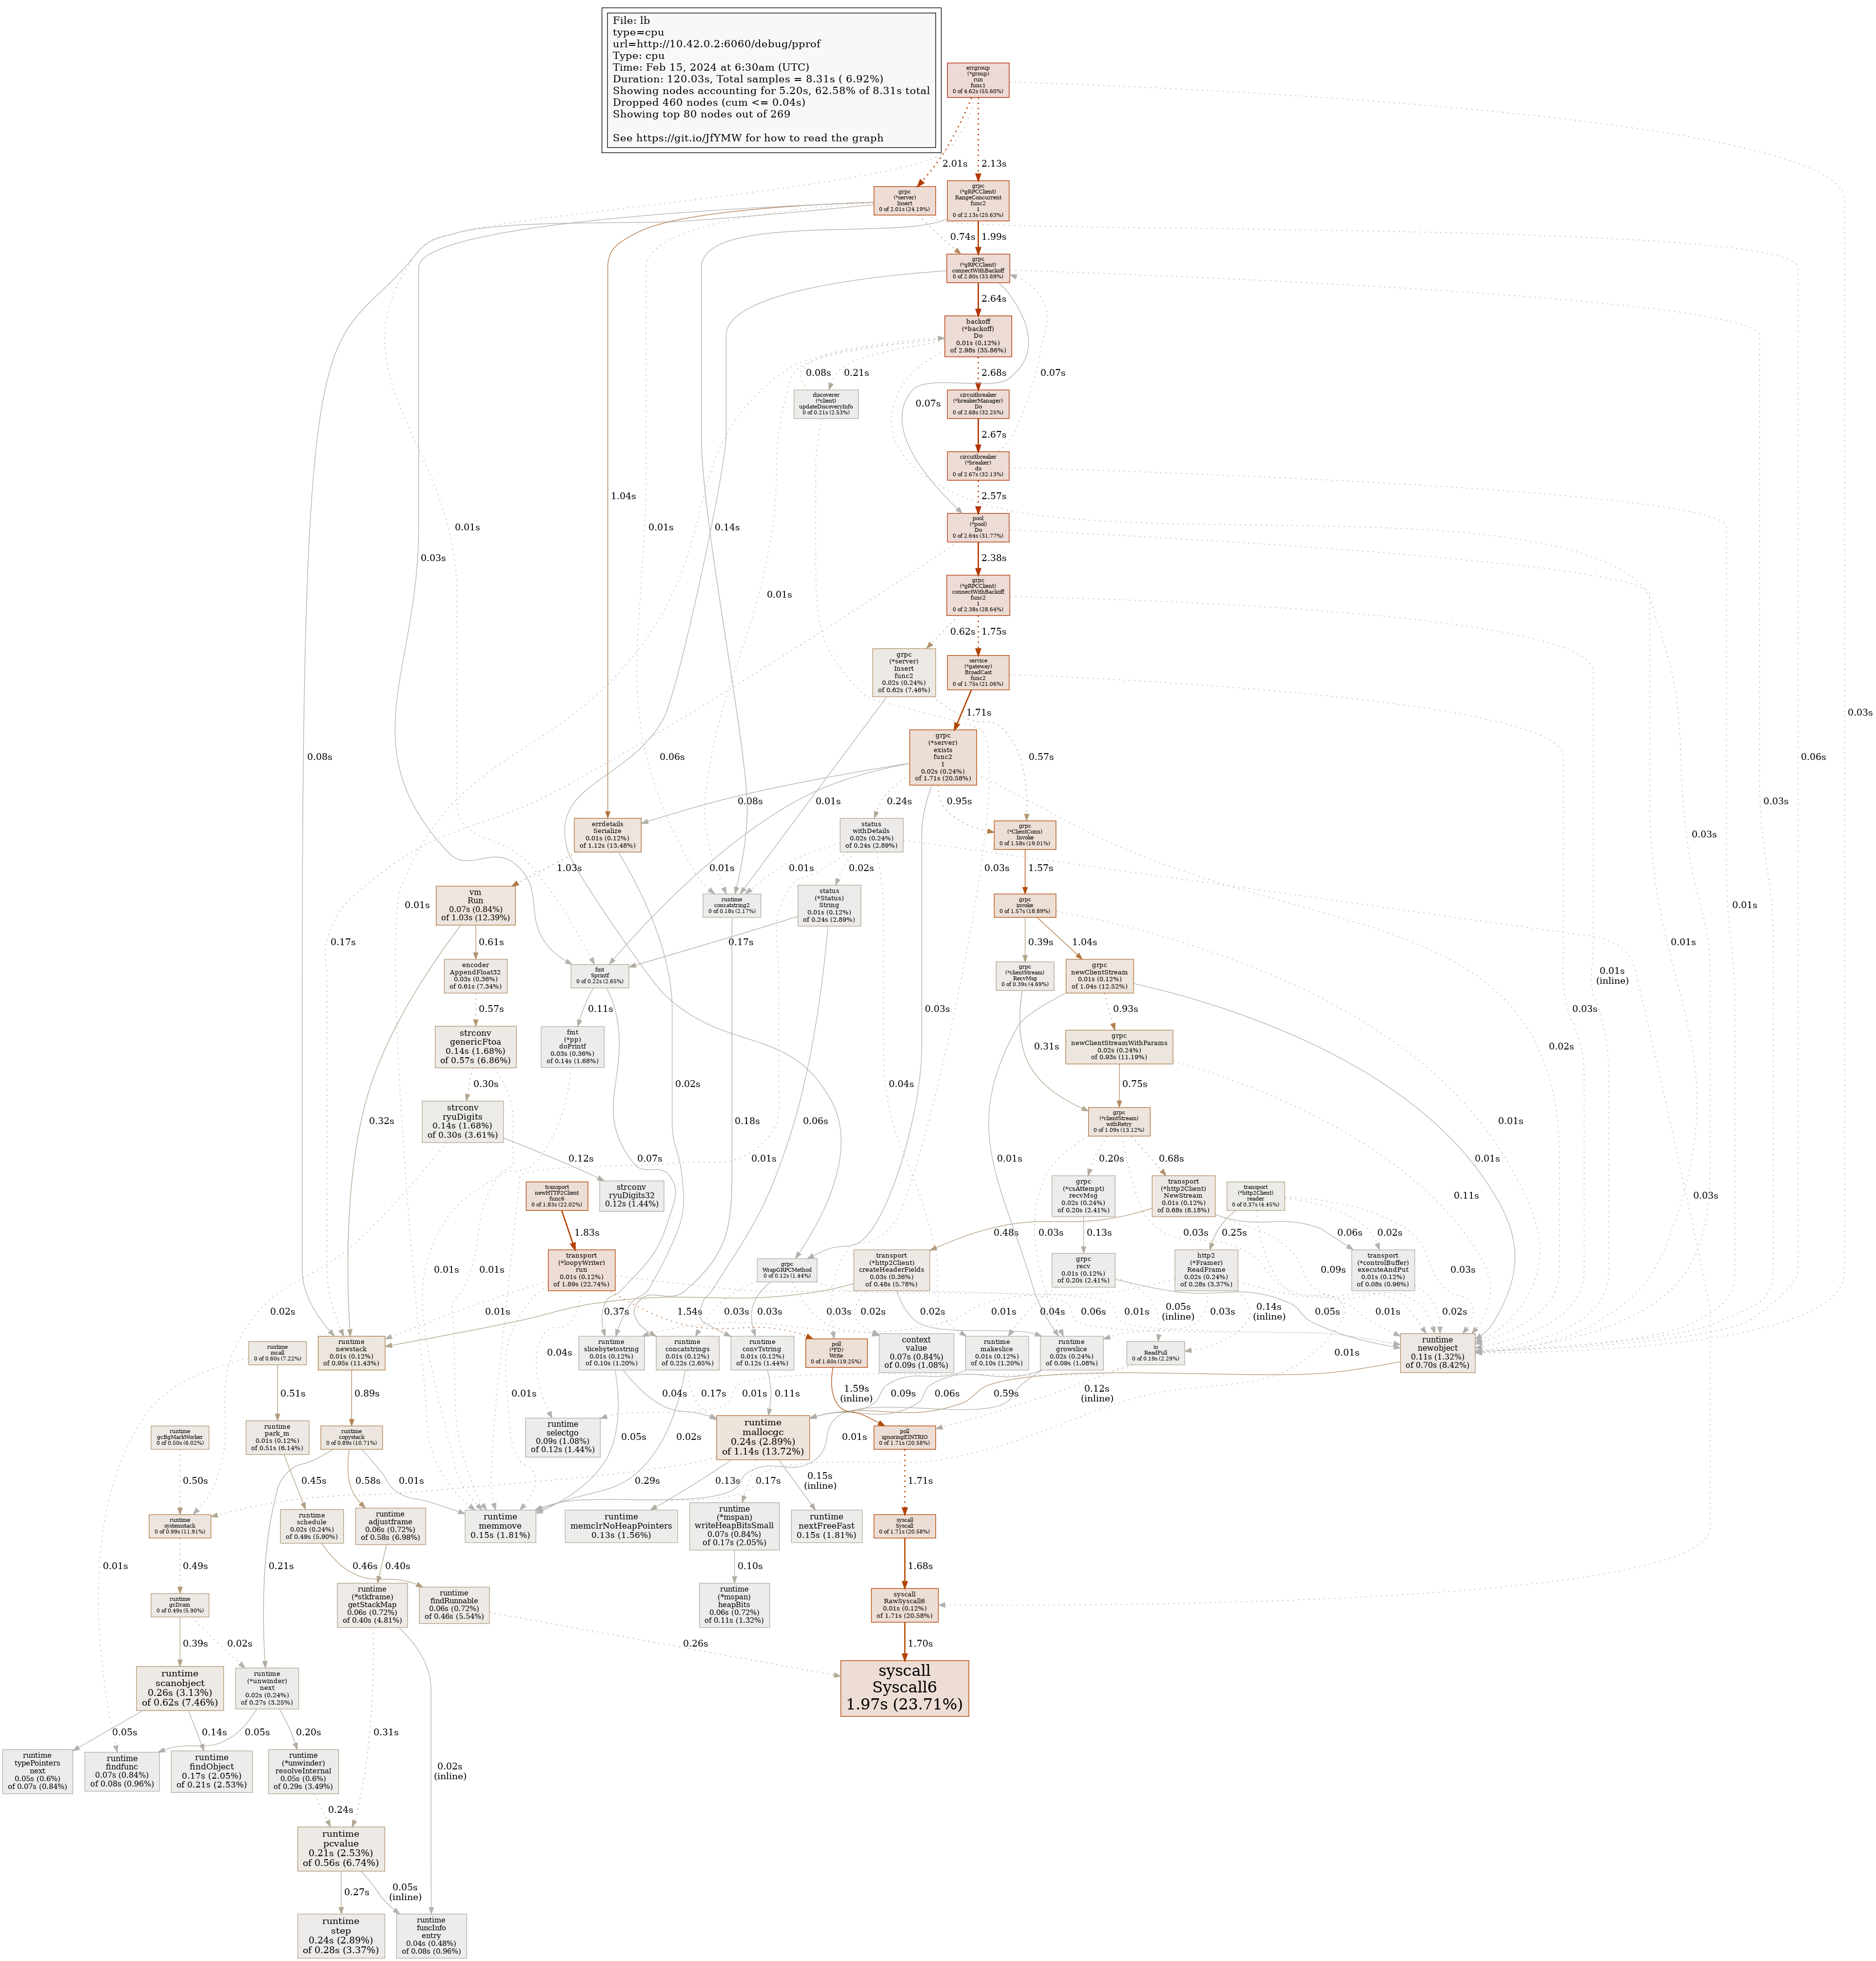 File: lb
type=cpu
url=http://10.42.0.2:6060/debug/pprof
Type: cpu
Time: Feb 15, 2024 at 6:30am (UTC)
Duration: 120.03s, Total samples = 8.31s ( 6.92%)
Showing nodes accounting for 5.20s, 62.58% of 8.31s total
Dropped 460 nodes (cum <= 0.04s)
Showing top 80 nodes out of 269
See https://git.io/JfYMW for how to read the graph
errgroup
(*group)
run
func1
0 of 4.62s (55.60%)
2.01s
2.13s
grpc
(*server)
Insert
0 of 2.01s (24.19%)
grpc
(*gRPCClient)
RangeConcurrent
func2
1
0 of 2.13s (25.63%)
0.74s
1.99s
grpc
(*gRPCClient)
connectWithBackoff
0 of 2.80s (33.69%)
2.64s
backoff
(*backoff)
Do
0.01s (0.12%)
of 2.98s (35.86%)
0.08s
0.21s
2.68s
0.07s
discoverer
(*client)
updateDiscoveryInfo
0 of 0.21s (2.53%)
circuitbreaker
(*breakerManager)
Do
0 of 2.68s (32.25%)
0.07s
2.67s
circuitbreaker
(*breaker)
do
0 of 2.67s (32.13%)
1.04s
2.57s
0.01s
0.01s
0.14s
0.03s
pool
(*pool)
Do
0 of 2.64s (31.77%)
2.38s
0.01s
grpc
(*gRPCClient)
connectWithBackoff
func2
1
0 of 2.38s (28.64%)
0.62s
1.75s
grpc
(*server)
Insert
func2
0.02s (0.24%)
of 0.62s (7.46%)
service
(*gateway)
BroadCast
func2
0 of 1.75s (21.06%)
1.71s
0.03s
grpc
(*server)
exists
func2
1
0.02s (0.24%)
of 1.71s (20.58%)
0.08s
0.06s
0.57s
0.06s
0.08s
0.01s
0.24s
0.95s
0.03s
0.03s
0.01s
errdetails
Serialize
0.01s (0.12%)
of 1.12s (13.48%)
status
withDetails
0.02s (0.24%)
of 0.24s (2.89%)
grpc
(*ClientConn)
Invoke
0 of 1.58s (19.01%)
1.03s
0.01s
0.01s
0.02s
0.03s
1.57s
vm
Run
0.07s (0.84%)
of 1.03s (12.39%)
0.01s
runtime
concatstring2
0 of 0.18s (2.17%)
status
(*Status)
String
0.01s (0.12%)
of 0.24s (2.89%)
grpc
invoke
0 of 1.57s (18.89%)
0.17s
0.61s
0.17s
0.39s
1.04s
0.01s
encoder
AppendFloat32
0.03s (0.36%)
of 0.61s (7.34%)
fmt
Sprintf
0 of 0.22s (2.65%)
grpc
(*clientStream)
RecvMsg
0 of 0.39s (4.69%)
grpc
newClientStream
0.01s (0.12%)
of 1.04s (12.52%)
0.01s
(inline)
0.57s
0.11s
0.03s
0.93s
0.03s
strconv
genericFtoa
0.14s (1.68%)
of 0.57s (6.86%)
fmt
(*pp)
doPrintf
0.03s (0.36%)
of 0.14s (1.68%)
0.31s
grpc
newClientStreamWithParams
0.02s (0.24%)
of 0.93s (11.19%)
0.02s
0.30s
0.02s
0.04s
0.75s
0.32s
strconv
ryuDigits
0.14s (1.68%)
of 0.30s (3.61%)
0.18s
0.06s
grpc
(*clientStream)
withRetry
0 of 1.09s (13.12%)
0.01s
0.12s
0.07s
0.01s
0.01s
0.20s
0.68s
0.01s
strconv
ryuDigits32
0.12s (1.44%)
transport
newHTTP2Client
func6
0 of 1.83s (22.02%)
grpc
(*csAttempt)
recvMsg
0.02s (0.24%)
of 0.20s (2.41%)
transport
(*http2Client)
NewStream
0.01s (0.12%)
of 0.68s (8.18%)
transport
(*http2Client)
reader
0 of 0.37s (4.45%)
0.11s
0.03s
1.83s
0.48s
0.03s
0.13s
0.03s
0.25s
0.06s
0.02s
transport
(*loopyWriter)
run
0.01s (0.12%)
of 1.89s (22.74%)
grpc
WrapGRPCMethod
0 of 0.12s (1.44%)
transport
(*http2Client)
createHeaderFields
0.03s (0.36%)
of 0.48s (5.78%)
grpc
recv
0.01s (0.12%)
of 0.20s (2.41%)
http2
(*Framer)
ReadFrame
0.02s (0.24%)
of 0.28s (3.37%)
transport
(*controlBuffer)
executeAndPut
0.01s (0.12%)
of 0.08s (0.96%)
0.01s
0.01s
0.09s
0.03s
0.02s
0.01s
0.37s
1.54s
0.03s
0.03s
0.03s
0.02s
0.02s
0.01s
0.04s
0.06s
0.01s
0.05s
(inline)
0.03s
0.14s
(inline)
0.05s
0.01s
0.02s
runtime
mcall
0 of 0.60s (7.22%)
runtime
newstack
0.01s (0.12%)
of 0.95s (11.43%)
0.04s
runtime
slicebytetostring
0.01s (0.12%)
of 0.10s (1.20%)
runtime
concatstrings
0.01s (0.12%)
of 0.22s (2.65%)
runtime
convTstring
0.01s (0.12%)
of 0.12s (1.44%)
poll
(*FD)
Write
0 of 1.60s (19.25%)
context
value
0.07s (0.84%)
of 0.09s (1.08%)
runtime
makeslice
0.01s (0.12%)
of 0.10s (1.20%)
runtime
growslice
0.02s (0.24%)
of 0.09s (1.08%)
io
ReadFull
0 of 0.19s (2.29%)
0.01s
runtime
newobject
0.11s (1.32%)
of 0.70s (8.42%)
0.51s
0.89s
0.01s
0.04s
0.17s
0.01s
0.11s
1.59s
(inline)
0.09s
0.06s
0.59s
0.12s
(inline)
runtime
gcBgMarkWorker
0 of 0.50s (6.02%)
runtime
park_m
0.01s (0.12%)
of 0.51s (6.14%)
runtime
copystack
0 of 0.89s (10.71%)
runtime
selectgo
0.09s (1.08%)
of 0.12s (1.44%)
0.05s
0.02s
runtime
mallocgc
0.24s (2.89%)
of 1.14s (13.72%)
0.01s
poll
ignoringEINTRIO
0 of 1.71s (20.58%)
0.50s
0.45s
0.58s
0.01s
0.29s
0.13s
0.17s
0.15s
(inline)
1.71s
runtime
systemstack
0 of 0.99s (11.91%)
runtime
schedule
0.02s (0.24%)
of 0.49s (5.90%)
runtime
adjustframe
0.06s (0.72%)
of 0.58s (6.98%)
runtime
memmove
0.15s (1.81%)
runtime
memclrNoHeapPointers
0.13s (1.56%)
runtime
(*mspan)
writeHeapBitsSmall
0.07s (0.84%)
of 0.17s (2.05%)
runtime
nextFreeFast
0.15s (1.81%)
syscall
Syscall
0 of 1.71s (20.58%)
0.01s
0.49s
0.21s
0.46s
0.40s
0.10s
1.68s
runtime
gcDrain
0 of 0.49s (5.90%)
runtime
(*stkframe)
getStackMap
0.06s (0.72%)
of 0.40s (4.81%)
runtime
findRunnable
0.06s (0.72%)
of 0.46s (5.54%)
runtime
(*mspan)
heapBits
0.06s (0.72%)
of 0.11s (1.32%)
syscall
RawSyscall6
0.01s (0.12%)
of 1.71s (20.58%)
0.39s
0.02s
0.26s
1.70s
runtime
scanobject
0.26s (3.13%)
of 0.62s (7.46%)
runtime
(*unwinder)
next
0.02s (0.24%)
of 0.27s (3.25%)
syscall
Syscall6
1.97s (23.71%)
0.05s
0.14s
0.05s
0.20s
0.31s
runtime
typePointers
next
0.05s (0.6%)
of 0.07s (0.84%)
runtime
findfunc
0.07s (0.84%)
of 0.08s (0.96%)
runtime
findObject
0.17s (2.05%)
of 0.21s (2.53%)
runtime
(*unwinder)
resolveInternal
0.05s (0.6%)
of 0.29s (3.49%)
0.02s
(inline)
0.24s
runtime
pcvalue
0.21s (2.53%)
of 0.56s (6.74%)
0.27s
0.05s
(inline)
runtime
step
0.24s (2.89%)
of 0.28s (3.37%)
runtime
funcInfo
entry
0.04s (0.48%)
of 0.08s (0.96%)